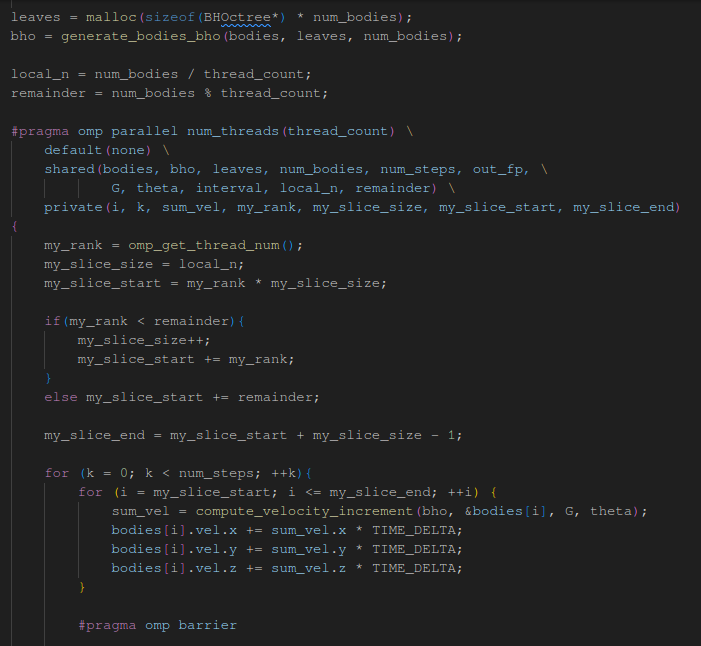 leaves = malloc(sizeof(BHOctree*) * num_bodies);
bho = generate_bodies_bho(bodies, leaves, num_bodies);

local_n = num_bodies / thread_count;
remainder = num_bodies % thread_count;

#pragma omp parallel num_threads(thread_count) \
    default(none) \
    shared(bodies, bho, leaves, num_bodies, num_steps, out_fp, \
            G, theta, interval, local_n, remainder) \
    private(i, k, sum_vel, my_rank, my_slice_size, my_slice_start, my_slice_end)
{
    my_rank = omp_get_thread_num();
    my_slice_size = local_n;
    my_slice_start = my_rank * my_slice_size;

    if(my_rank < remainder){
        my_slice_size++;
        my_slice_start += my_rank;
    }
    else my_slice_start += remainder;

    my_slice_end = my_slice_start + my_slice_size - 1;

    for (k = 0; k < num_steps; ++k){
        for (i = my_slice_start; i <= my_slice_end; ++i) {
            sum_vel = compute_velocity_increment(bho, &bodies[i], G, theta);
            bodies[i].vel.x += sum_vel.x * TIME_DELTA;
            bodies[i].vel.y += sum_vel.y * TIME_DELTA;
            bodies[i].vel.z += sum_vel.z * TIME_DELTA;
        }

        #pragma omp barrier